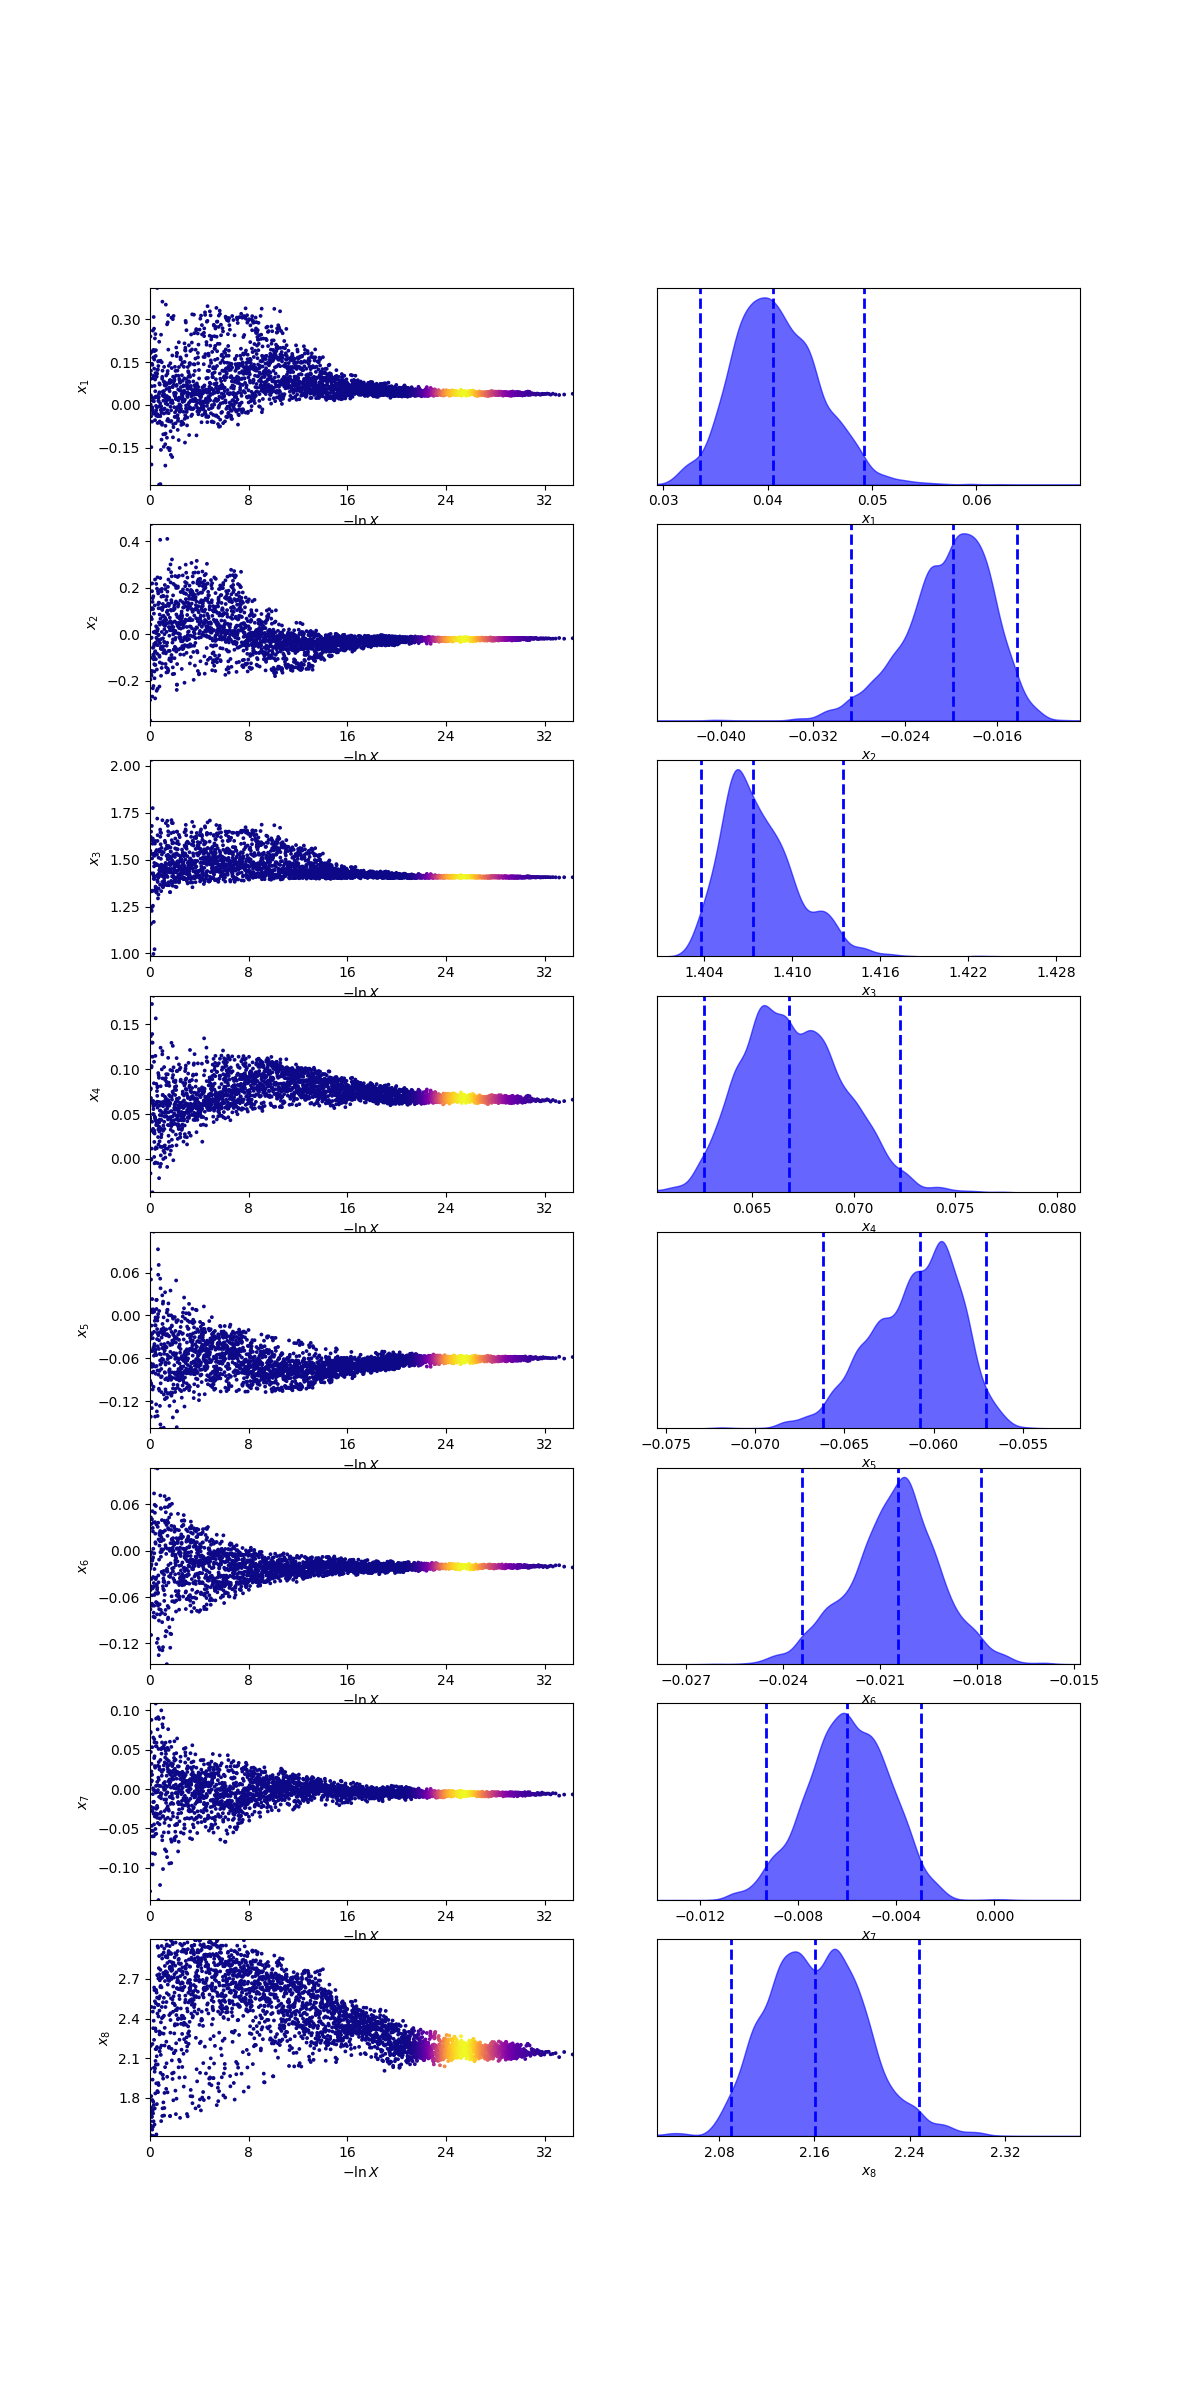 0.30
0.15
0.00
−0.15
x₁
0 8 16 24 32
−ln X
0.03 0.04 0.05 0.06
x₁
0.4
0.2
0.0
−0.2
x₂
0 8 16 24 32
−ln X
−0.040 −0.032 −0.024 −0.016
x₂
2.00
1.75
1.50
1.25
1.00
x₃
0 8 16 24 32
−ln X
1.404 1.410 1.416 1.422 1.428
x₃
0.15
0.10
0.05
0.00
x₄
0 8 16 24 32
−ln X
0.065 0.070 0.075 0.080
x₄
0.06
0.00
−0.06
−0.12
x₅
0 8 16 24 32
−ln X
−0.075 −0.070 −0.065 −0.060 −0.055
x₅
0.06
0.00
−0.06
−0.12
x₆
0 8 16 24 32
−ln X
−0.027 −0.024 −0.021 −0.018 −0.015
x₆
0.10
0.05
0.00
−0.05
−0.10
x₇
0 8 16 24 32
−ln X
−0.012 −0.008 −0.004 0.000
x₇
2.7
2.4
2.1
1.8
x₈
0 8 16 24 32
−ln X
2.08 2.16 2.24 2.32
x₈